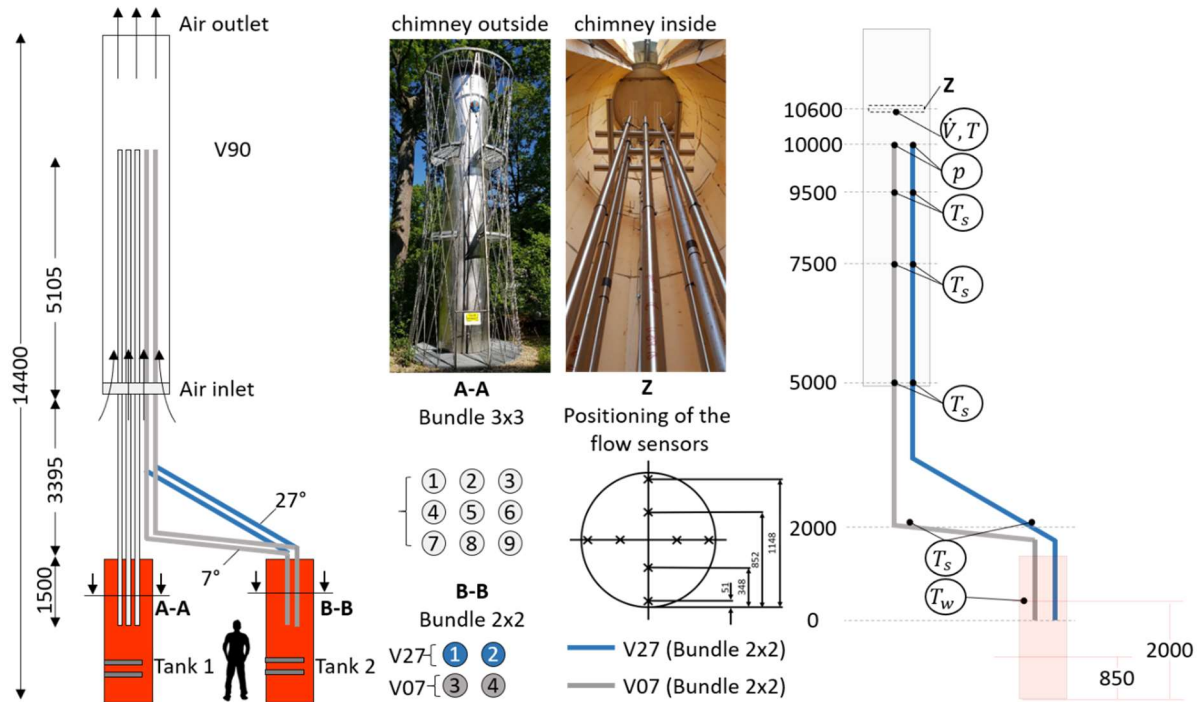 Air outlet
V90
Air inlet
14400
5105
3395
1500
27°
7°
A-A
B-B
Tank 1
Tank 2
chimney outside
chimney inside
A-A
Bundle 3x3
1 2 3
4 5 6
7 8 9
B-B
Bundle 2x2
V27 1 2
V07 3 4
Z
Positioning of the
flow sensors
51
348
852
1148
V27 (Bundle 2x2)
V07 (Bundle 2x2)
Z
10600
V̇, T
10000
p
9500
Tₛ
7500
Tₛ
5000
Tₛ
2000
Tₛ
T_w
0
2000
850